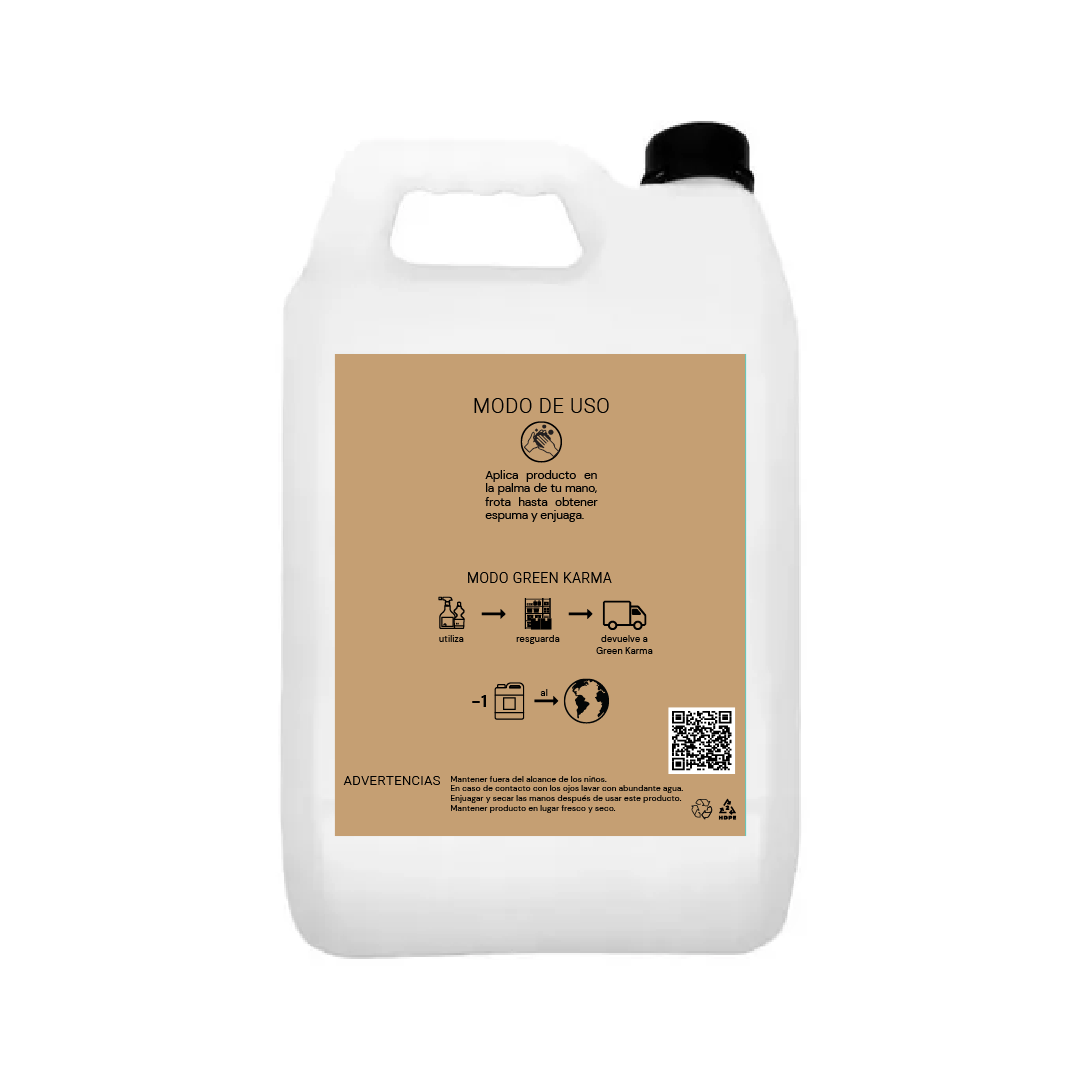 MODO DE USO
Aplica producto en
la palma de tu mano,
frota hasta obtener
espuma y enjuaga.
MODO GREEN KARMA
utiliza
resguarda
devuelve a
Green Karma
-1
al
ADVERTENCIAS
Mantener fuera del alcance de los niños.
En caso de contacto con los ojos lavar con abundante agua.
Enjuagar y secar las manos después de usar este producto.
Mantener producto en lugar fresco y seco.
2
HDPE